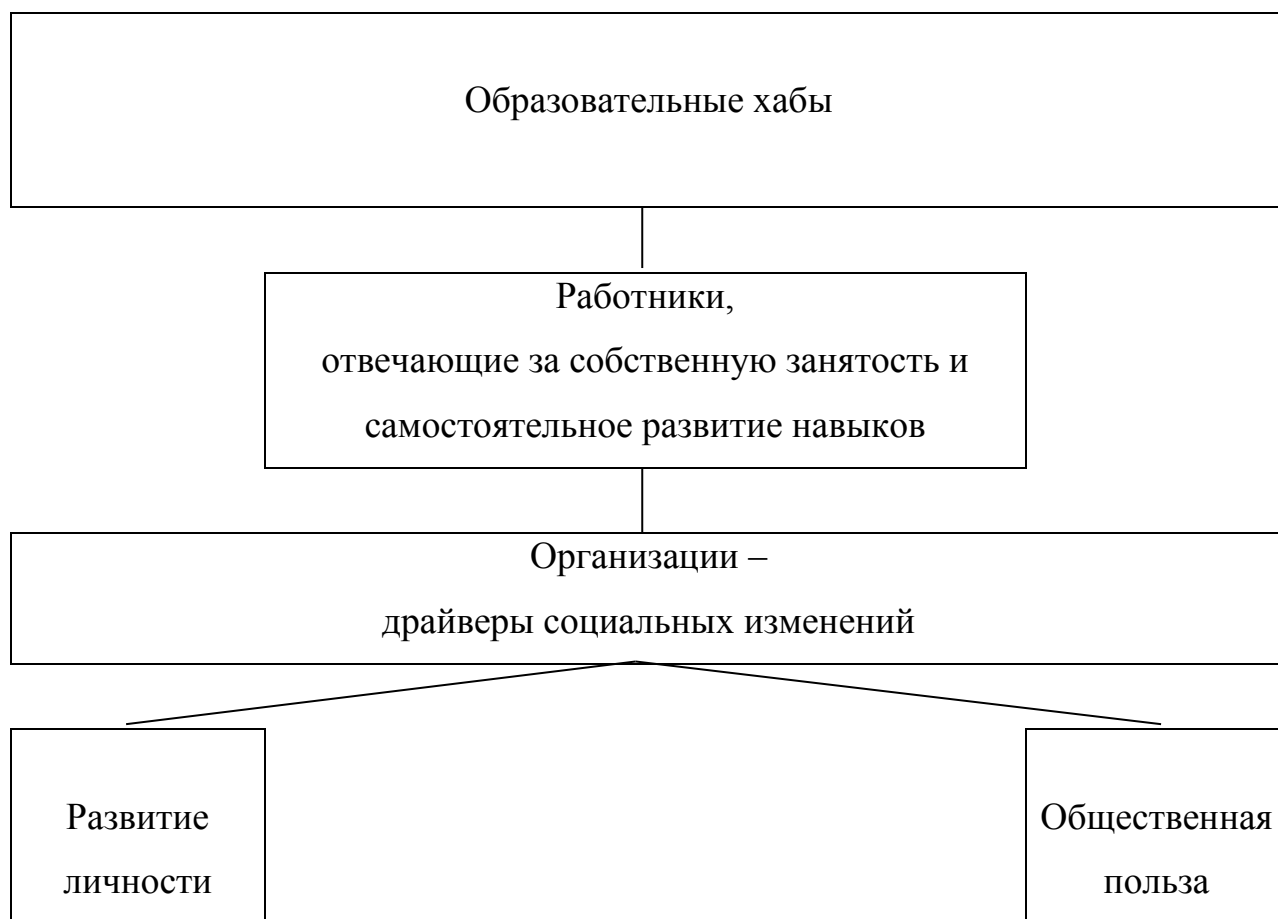 Образовательные хабы
Работники,
отвечающие за собственную занятость и
самостоятельное развитие навыков
Организации –
драйверы социальных изменений
Развитие
личности
Общественная
польза